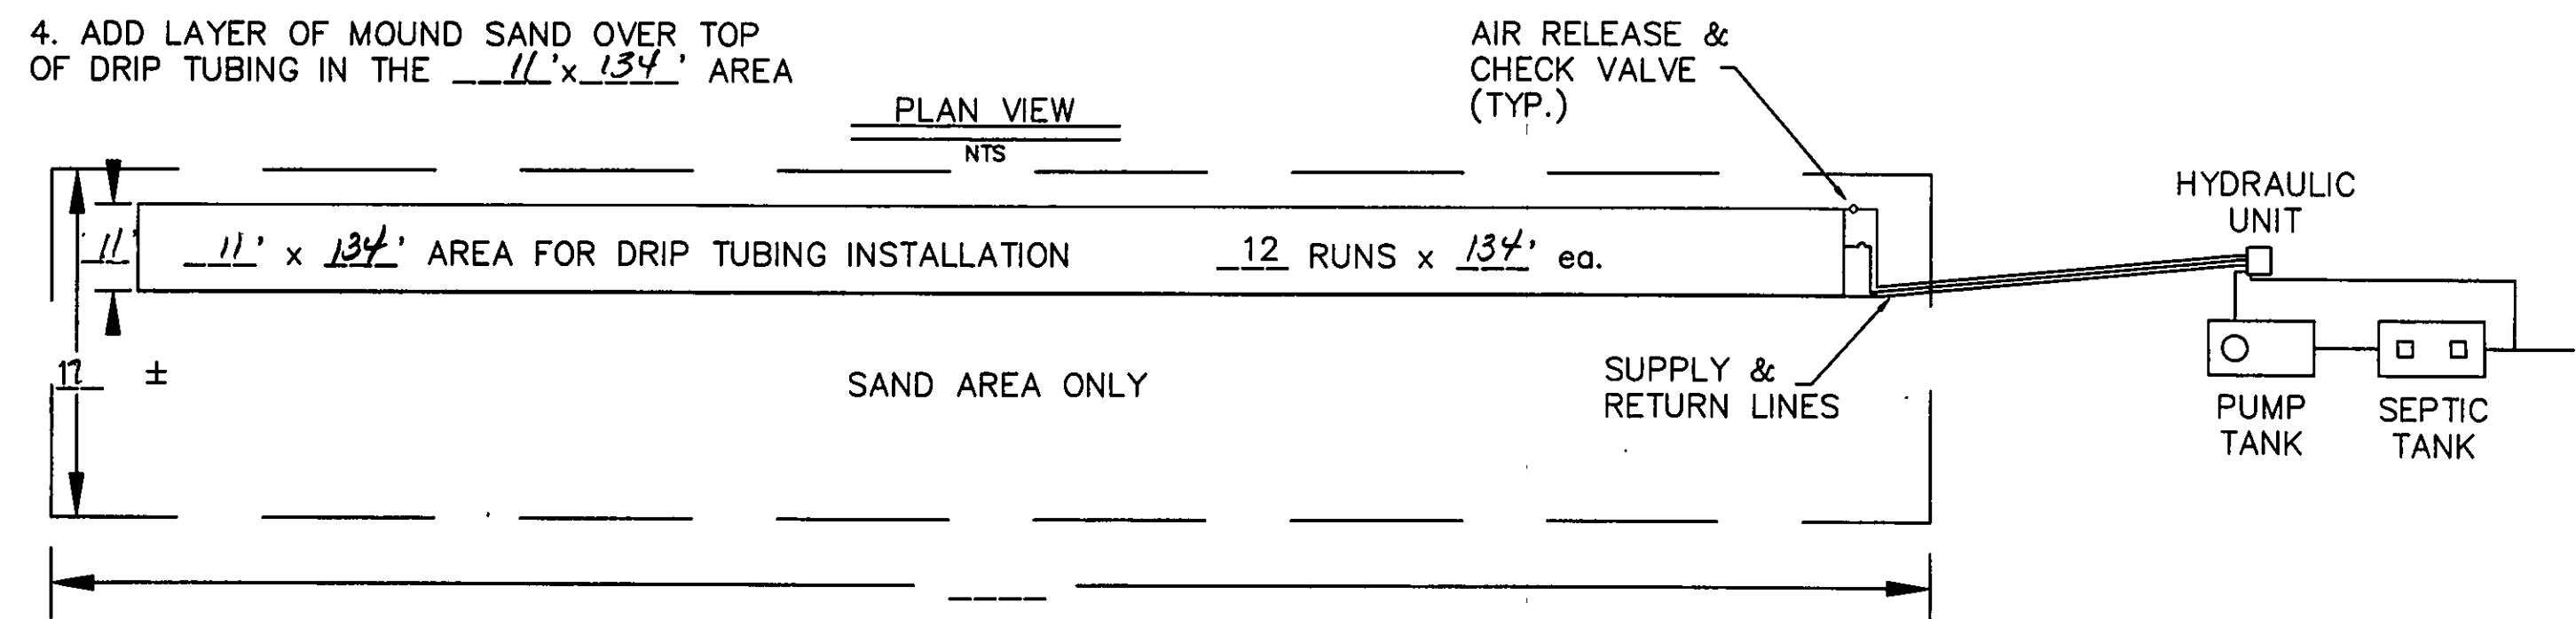 4. ADD LAYER OF MOUND SAND OVER TOP
OF DRIP TUBING IN THE 11' x 134' AREA
AIR RELEASE &
CHECK VALVE
(TYP.)
PLAN VIEW
NTS
HYDRAULIC
UNIT
11'
11' x 134' AREA FOR DRIP TUBING INSTALLATION
12 RUNS x 134' ea.
±
SAND AREA ONLY
SUPPLY &
RETURN LINES
PUMP
TANK
SEPTIC
TANK